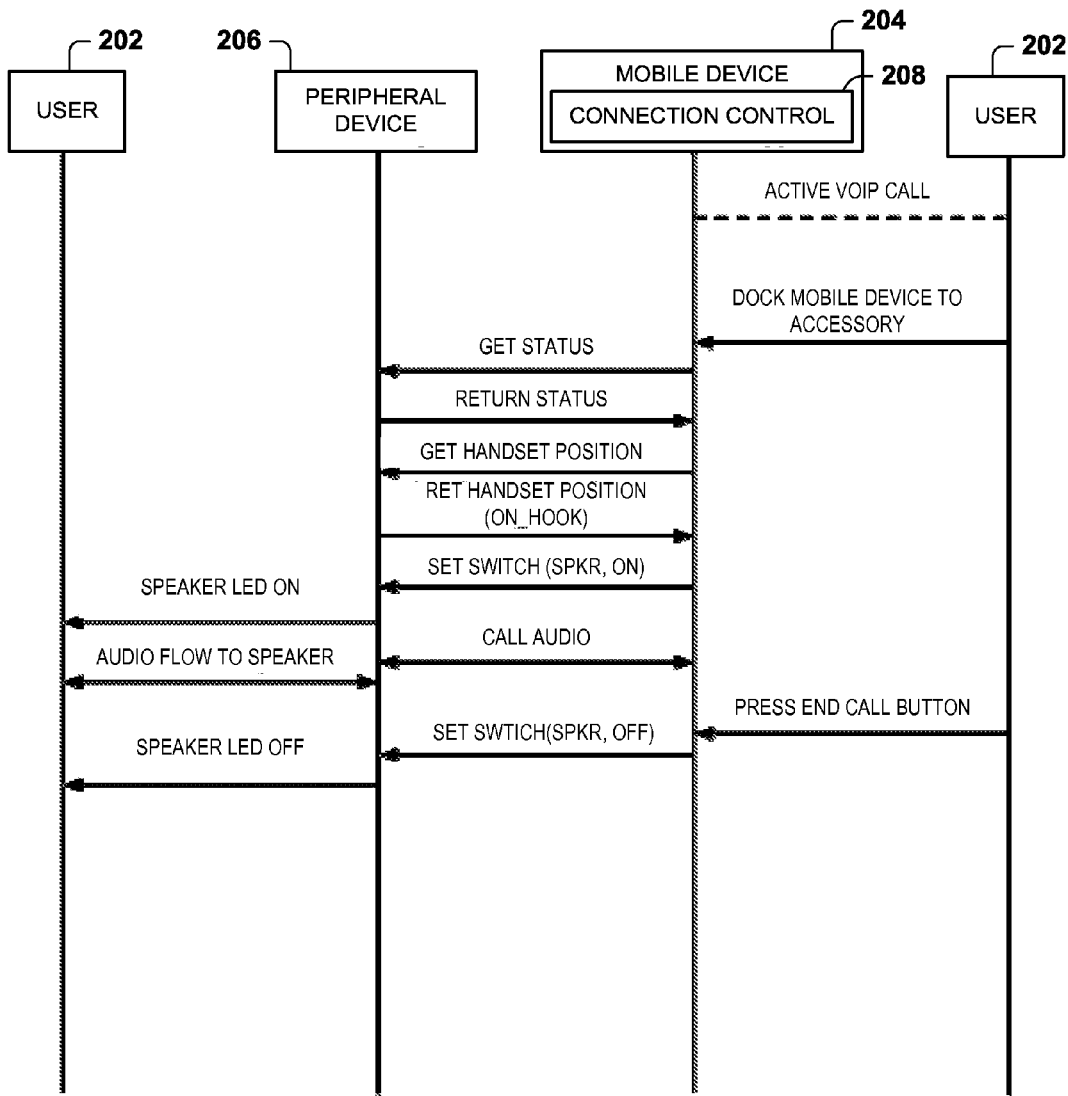 202
206
204
202
USER
PERIPHERAL
DEVICE
MOBILE DEVICE
208
CONNECTION CONTROL
USER
ACTIVE VOIP CALL
DOCK MOBILE DEVICE TO
ACCESSORY
GET STATUS
RETURN STATUS
GET HANDSET POSITION
RET HANDSET POSITION
(ON_HOOK)
SET SWITCH (SPKR, ON)
SPEAKER LED ON
CALL AUDIO
AUDIO FLOW TO SPEAKER
PRESS END CALL BUTTON
SET SWTICH(SPKR, OFF)
SPEAKER LED OFF